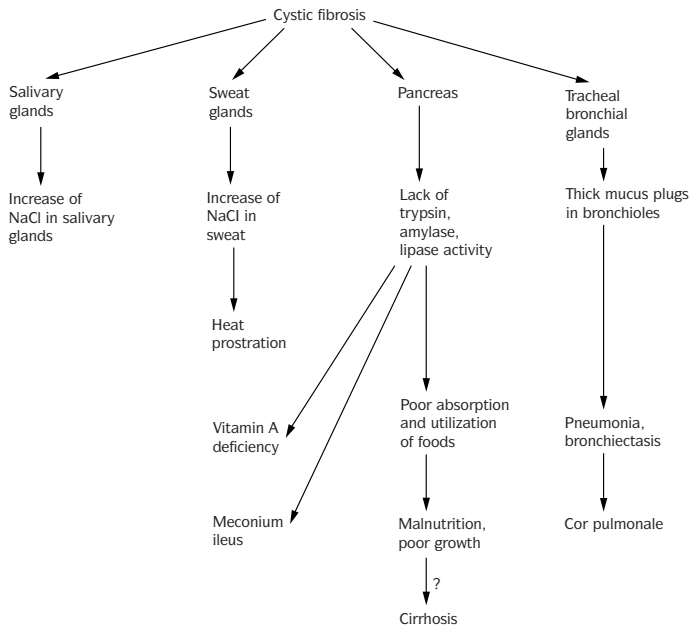 Cystic fibrosis
Salivary
glands
Sweat
glands
Pancreas
Tracheal
bronchial
glands
Increase of
NaCl in salivary
glands
Increase of
NaCl in
sweat
Lack of
trypsin,
amylase,
lipase activity
Thick mucus plugs
in bronchioles
Heat
prostration
Vitamin A
deficiency
Poor absorption
and utilization
of foods
Pneumonia,
bronchiectasis
Meconium
ileus
Malnutrition,
poor growth
Cor pulmonale
?
Cirrhosis